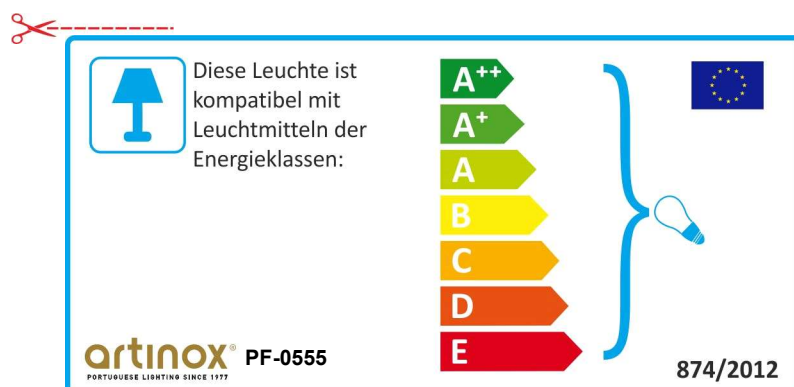 Diese Leuchte ist
kompatibel mit
Leuchtmitteln der
Energieklassen:
A++
A+
A
B
C
D
E
artinox® PF-0555
PORTUGUESE LIGHTING SINCE 1977
874/2012